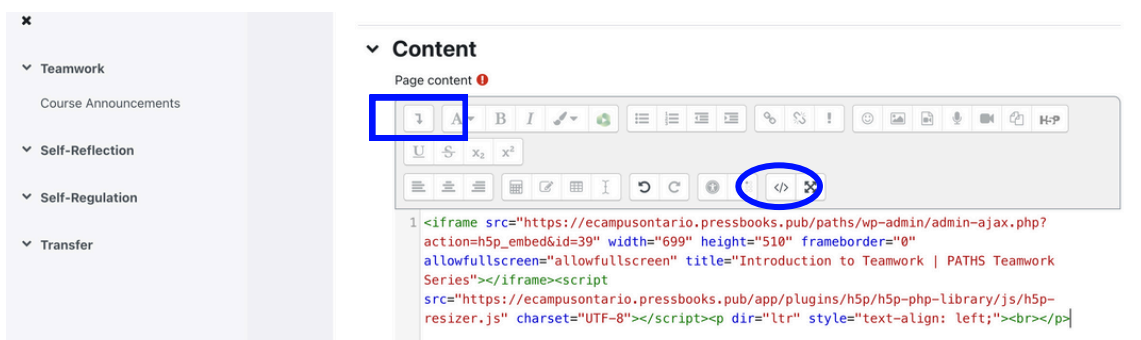 Teamwork
Course Announcements
Self-Reflection
Self-Regulation
Transfer
Content
Page content
A B I H-P
U S x₂ x²
</>
1 <iframe src="https://ecampusontario.pressbooks.pub/paths/wp-admin/admin-ajax.php?
action=h5p_embed&id=39" width="699" height="510" frameborder="0"
allowfullscreen="allowfullscreen" title="Introduction to Teamwork | PATHS Teamwork
Series"></iframe><script
src="https://ecampusontario.pressbooks.pub/app/plugins/h5p/h5p-php-library/js/h5p-
resizer.js" charset="UTF-8"></script><p dir="ltr" style="text-align: left;"><br></p>